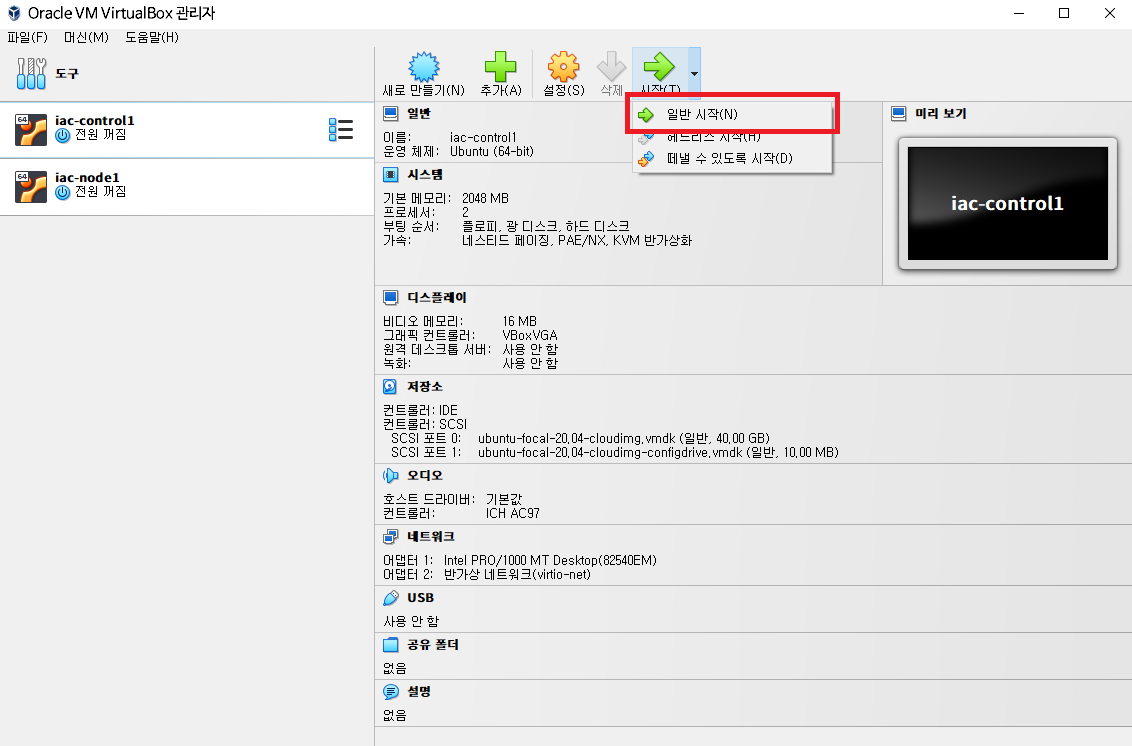 Oracle VM VirtualBox 관리자
파일(F) 머신(M) 도움말(H)
도구
새로 만들기(N) 추가(A) 설정(S) 삭제 시작(T)
64 iac-control1
전원 꺼짐
64 iac-node1
전원 꺼짐
일반 시작(N)
헤드리스 시작(H)
떼낼 수 있도록 시작(D)
일반
이름: iac-control1
운영 체제: Ubuntu (64-bit)
시스템
기본 메모리: 2048 MB
프로세서: 2
부팅 순서: 플로피, 광 디스크, 하드 디스크
가속: 네스티드 페이징, PAE/NX, KVM 반가상화
미리 보기
iac-control1
디스플레이
비디오 메모리: 16 MB
그래픽 컨트롤러: VBoxVGA
원격 데스크톱 서버: 사용 안 함
녹화: 사용 안 함
저장소
컨트롤러: IDE
컨트롤러: SCSI
SCSI 포트 0: ubuntu-focal-20.04-cloudimg.vmdk (일반, 40.00 GB)
SCSI 포트 1: ubuntu-focal-20.04-cloudimg-configdrive.vmdk (일반, 10.00 MB)
오디오
호스트 드라이버: 기본값
컨트롤러: ICH AC97
네트워크
어댑터 1: Intel PRO/1000 MT Desktop(82540EM)
어댑터 2: 반가상 네트워크(virtio-net)
USB
사용 안 함
공유 폴더
없음
설명
없음